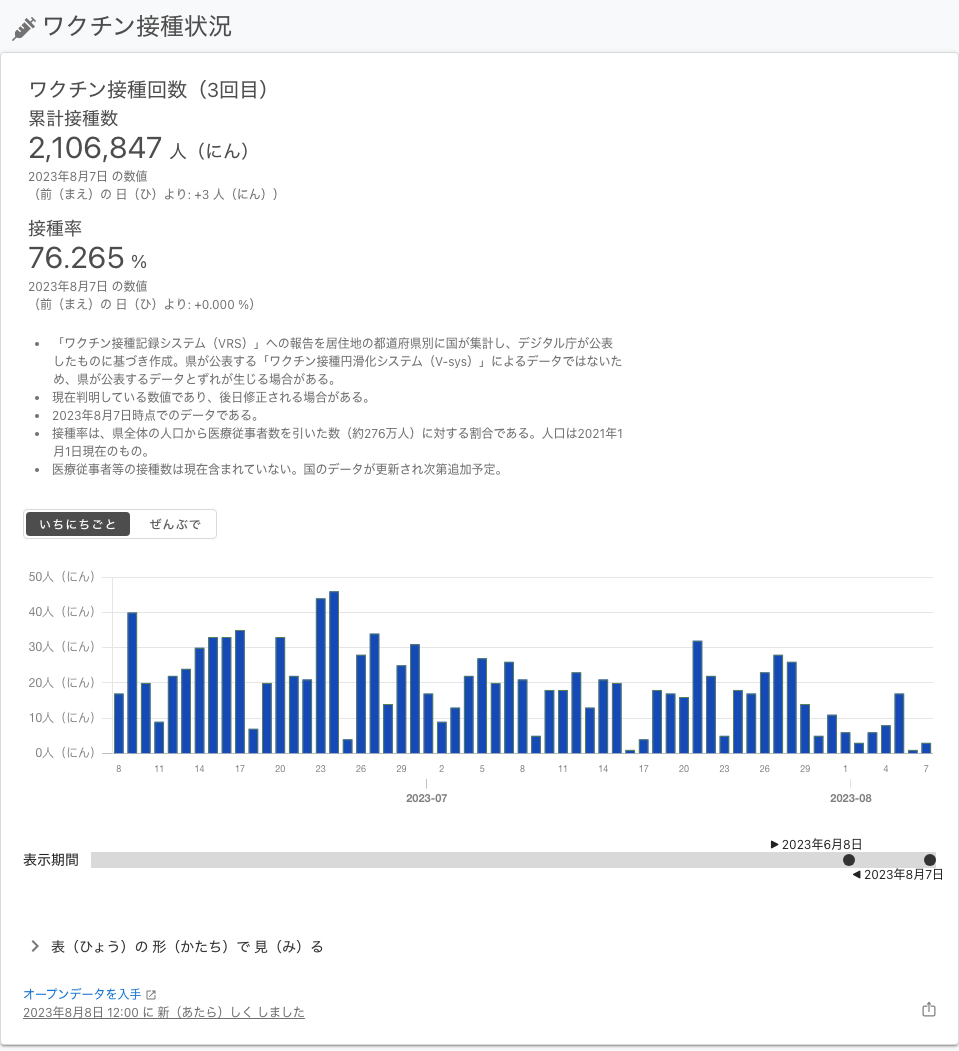 ワクチン接種状況
ワクチン接種回数（3回目）
累計接種数
2,106,847 人（にん）
2023年8月7日 の数値
（前（まえ）の 日（ひ）より: +3 人（にん））
接種率
76.265 %
2023年8月7日 の数値
（前（まえ）の 日（ひ）より: +0.000 %）
• 「ワクチン接種記録システム（VRS）」への報告を居住地の都道府県別に国が集計し、デジタル庁が公表
したものに基づき作成。県が公表する「ワクチン接種円滑化システム（V-sys）」によるデータではないた
め、県が公表するデータとずれが生じる場合がある。
• 現在判明している数値であり、後日修正される場合がある。
• 2023年8月7日時点でのデータである。
• 接種率は、県全体の人口から医療従事者数を引いた数（約276万人）に対する割合である。人口は2021年1
月1日現在のもの。
• 医療従事者等の接種数は現在含まれていない。国のデータが更新され次第追加予定。
いちにちごと ぜんぶで
50人（にん）
40人（にん）
30人（にん）
20人（にん）
10人（にん）
0人（にん）
8 11 14 17 20 23 26 29 2 5 8 11 14 17 20 23 26 29 1 4 7
2023-07 2023-08
▶ 2023年6月8日
表示期間
◀ 2023年8月7日
表（ひょう）の 形（かたち）で 見（み）る
オープンデータを入手
2023年8月8日 12:00 に 新（あたら）しく しました